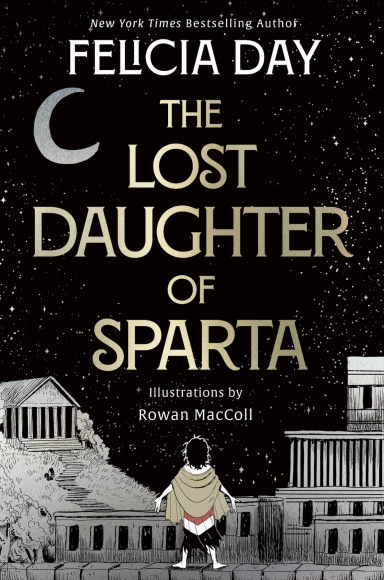 New York Times Bestselling Author
FELICIA DAY
THE
LOST
DAUGHTER
OF
SPARTA
Illustrations by
Rowan MacColl